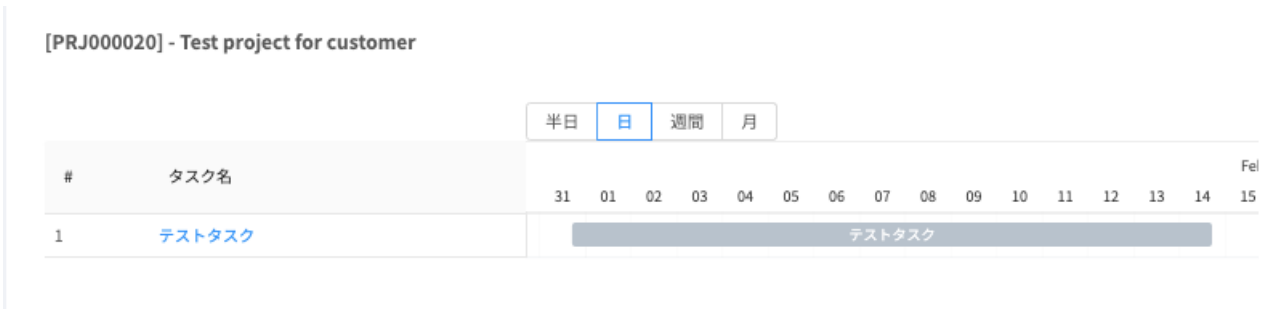 [PRJ000020] - Test project for customer
半日 日 週間 月
# タスク名
Fel
31 01 02 03 04 05 06 07 08 09 10 11 12 13 14 15
1 テストタスク テストタスク